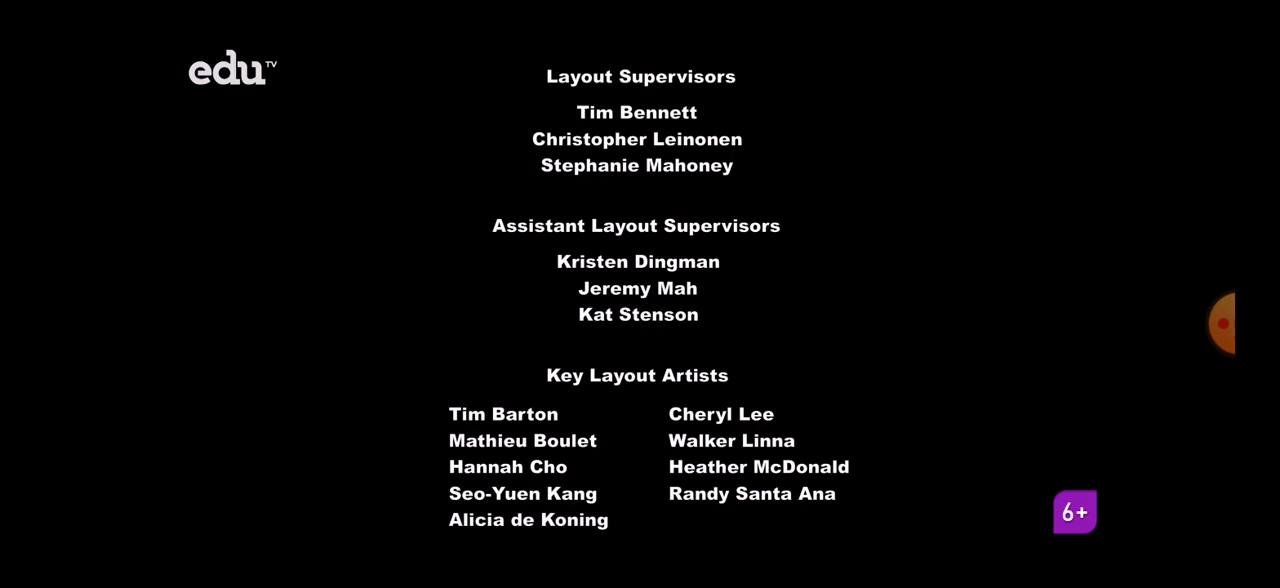 edu TV
Layout Supervisors
Tim Bennett
Christopher Leinonen
Stephanie Mahoney
Assistant Layout Supervisors
Kristen Dingman
Jeremy Mah
Kat Stenson
Key Layout Artists
Tim Barton Cheryl Lee
Mathieu Boulet Walker Linna
Hannah Cho Heather McDonald
Seo-Yuen Kang Randy Santa Ana
Alicia de Koning
6+